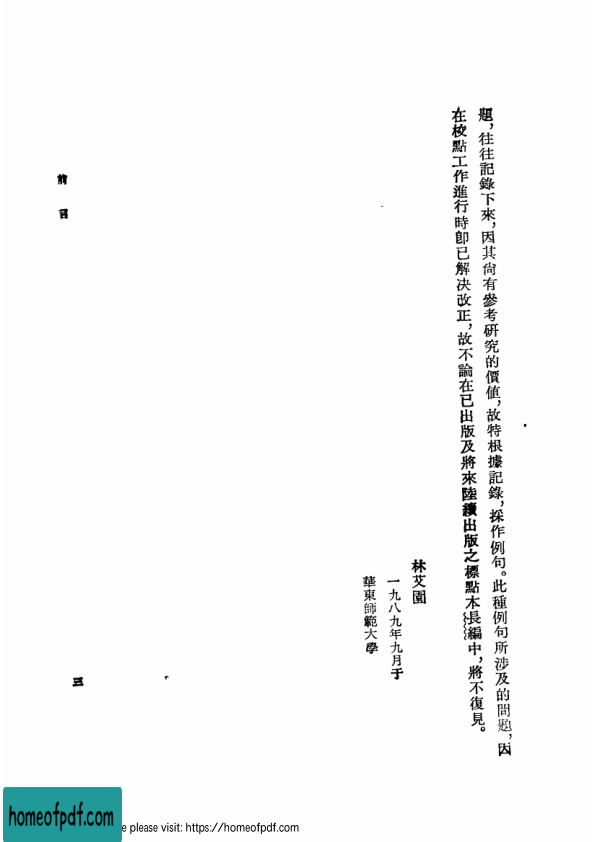 題，往往記錄下來，因其尙有參考研究的價値，故特根據記錄，採作例句。此種例句所涉及的問題，因
在校點工作進行時卽已解決改正，故不論在已出版及將來陸續出版之標點本長編中，將不復見。
林艾園
一九八九年九月于
華東師範大學
前言
三
homeofpdf.com
e please visit: https://homeofpdf.com